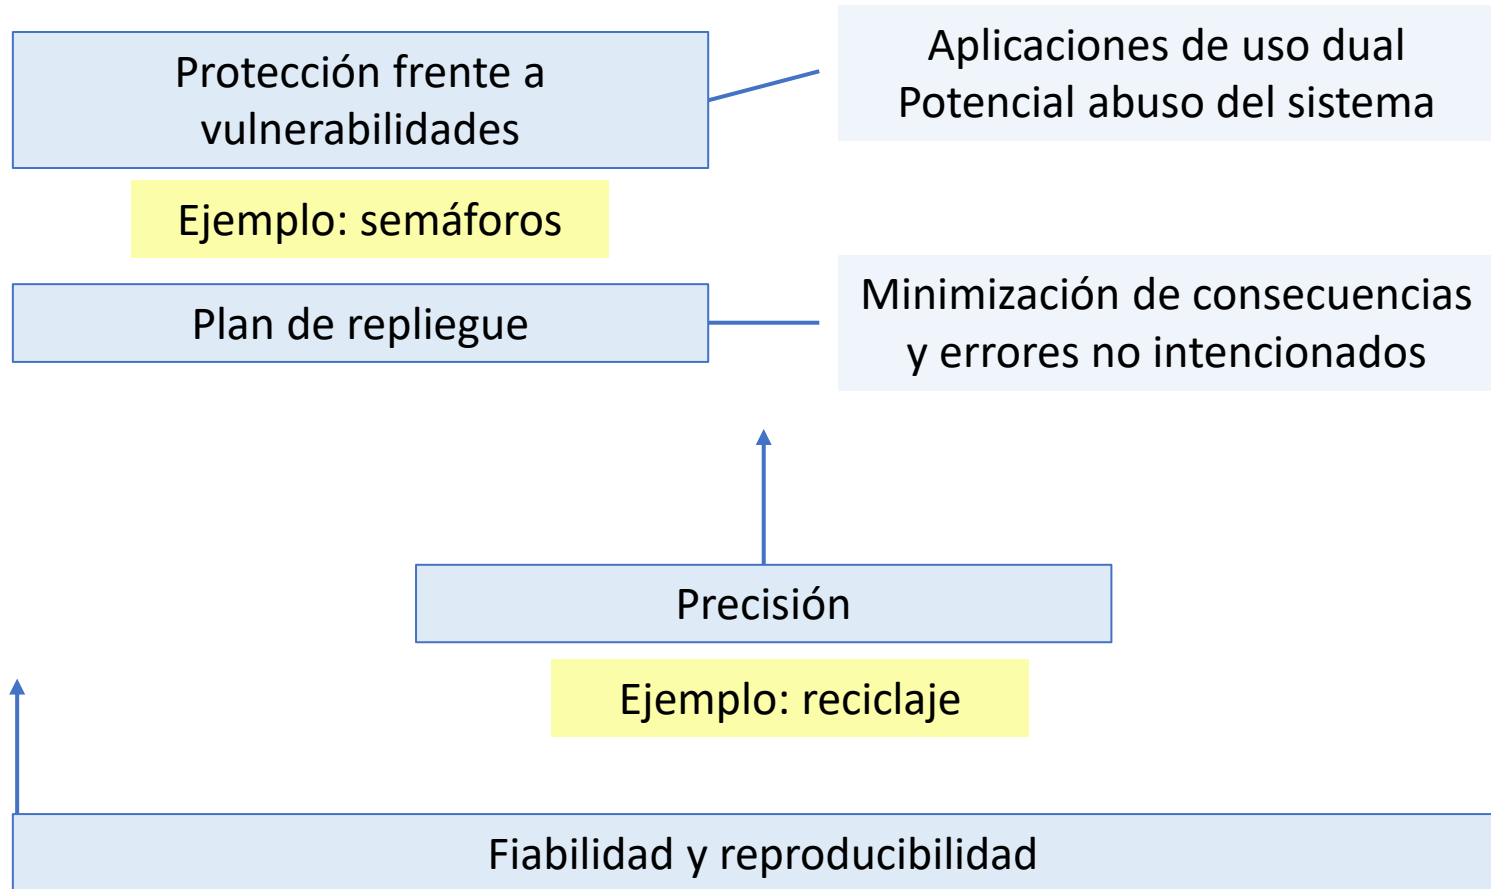 Protección frente a
vulnerabilidades
Aplicaciones de uso dual
Potencial abuso del sistema
Ejemplo: semáforos
Plan de repliegue
Minimización de consecuencias
y errores no intencionados
Precisión
Ejemplo: reciclaje
Fiabilidad y reproducibilidad